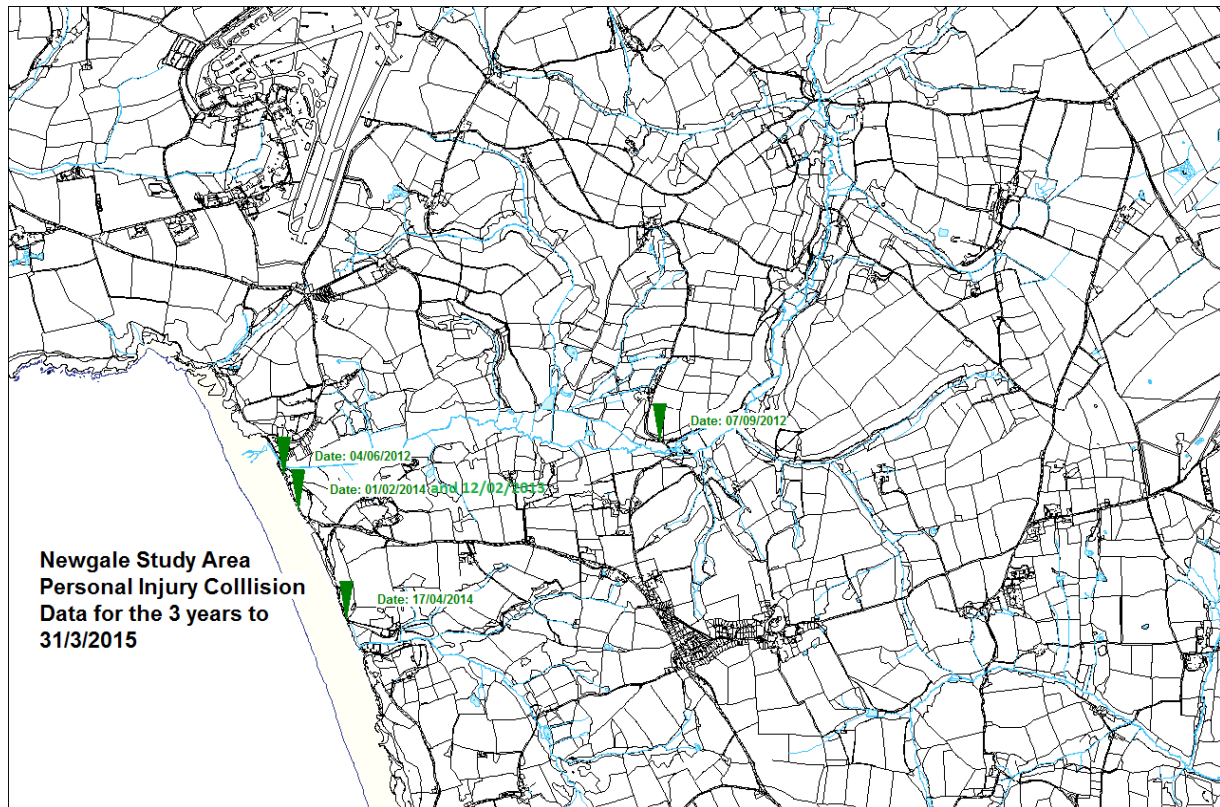 Date: 07/09/2012
Date: 04/06/2012
Date: 01/02/2014 and 12/02/2015
Newgale Study Area
Personal Injury Colllision
Data for the 3 years to
31/3/2015
Date: 17/04/2014